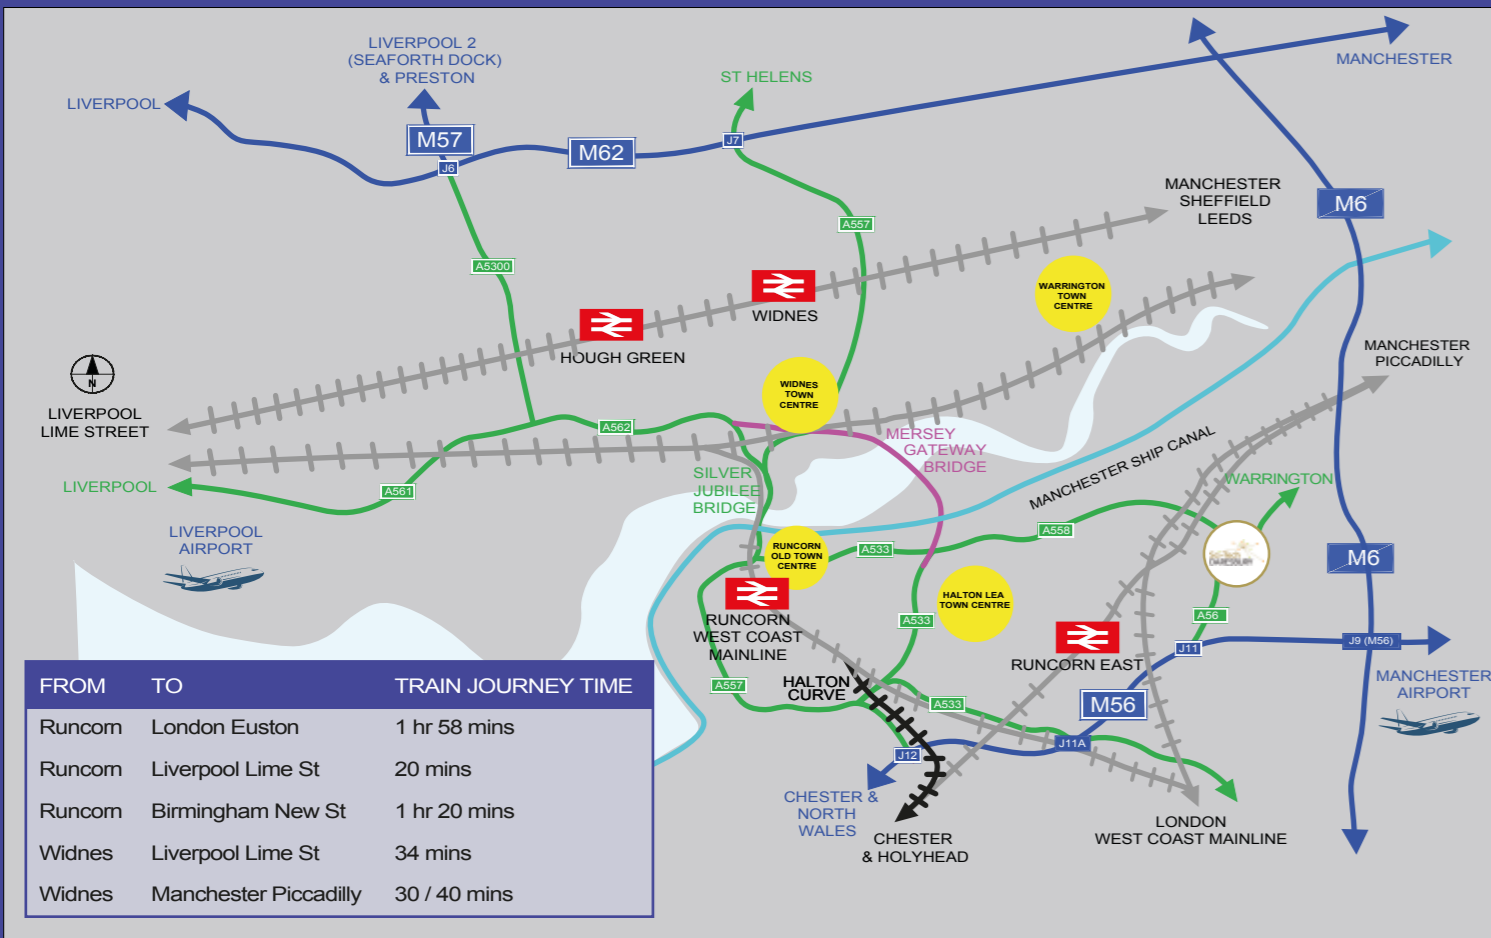 LIVERPOOL 2
(SEAFORTH DOCK)
& PRESTON
LIVERPOOL
ST HELENS
MANCHESTER
M57
M62
J6
J7
MANCHESTER
SHEFFIELD
LEEDS
M6
A557
A5300
WIDNES
HOUGH GREEN
WARRINGTON
TOWN
CENTRE
N
LIVERPOOL
LIME STREET
MANCHESTER
PICCADILLY
WIDNES
TOWN
CENTRE
A562
MERSEY
GATEWAY
BRIDGE
MANCHESTER SHIP CANAL
SILVER
JUBILEE
BRIDGE
LIVERPOOL
A561
WARRINGTON
LIVERPOOL
AIRPORT
A558
A533
RUNCORN
OLD TOWN
CENTRE
M6
HALTON LEA
TOWN CENTRE
A533
A56
RUNCORN
WEST COAST
MAINLINE
RUNCORN EAST
J11
J9 (M56)
HALTON
CURVE
A557
A533
M56
MANCHESTER
AIRPORT
J12
J11A
CHESTER &
NORTH
WALES
CHESTER
& HOLYHEAD
LONDON
WEST COAST MAINLINE
FROM TO TRAIN JOURNEY TIME
Runcorn London Euston 1 hr 58 mins
Runcorn Liverpool Lime St 20 mins
Runcorn Birmingham New St 1 hr 20 mins
Widnes Liverpool Lime St 34 mins
Widnes Manchester Piccadilly 30 / 40 mins